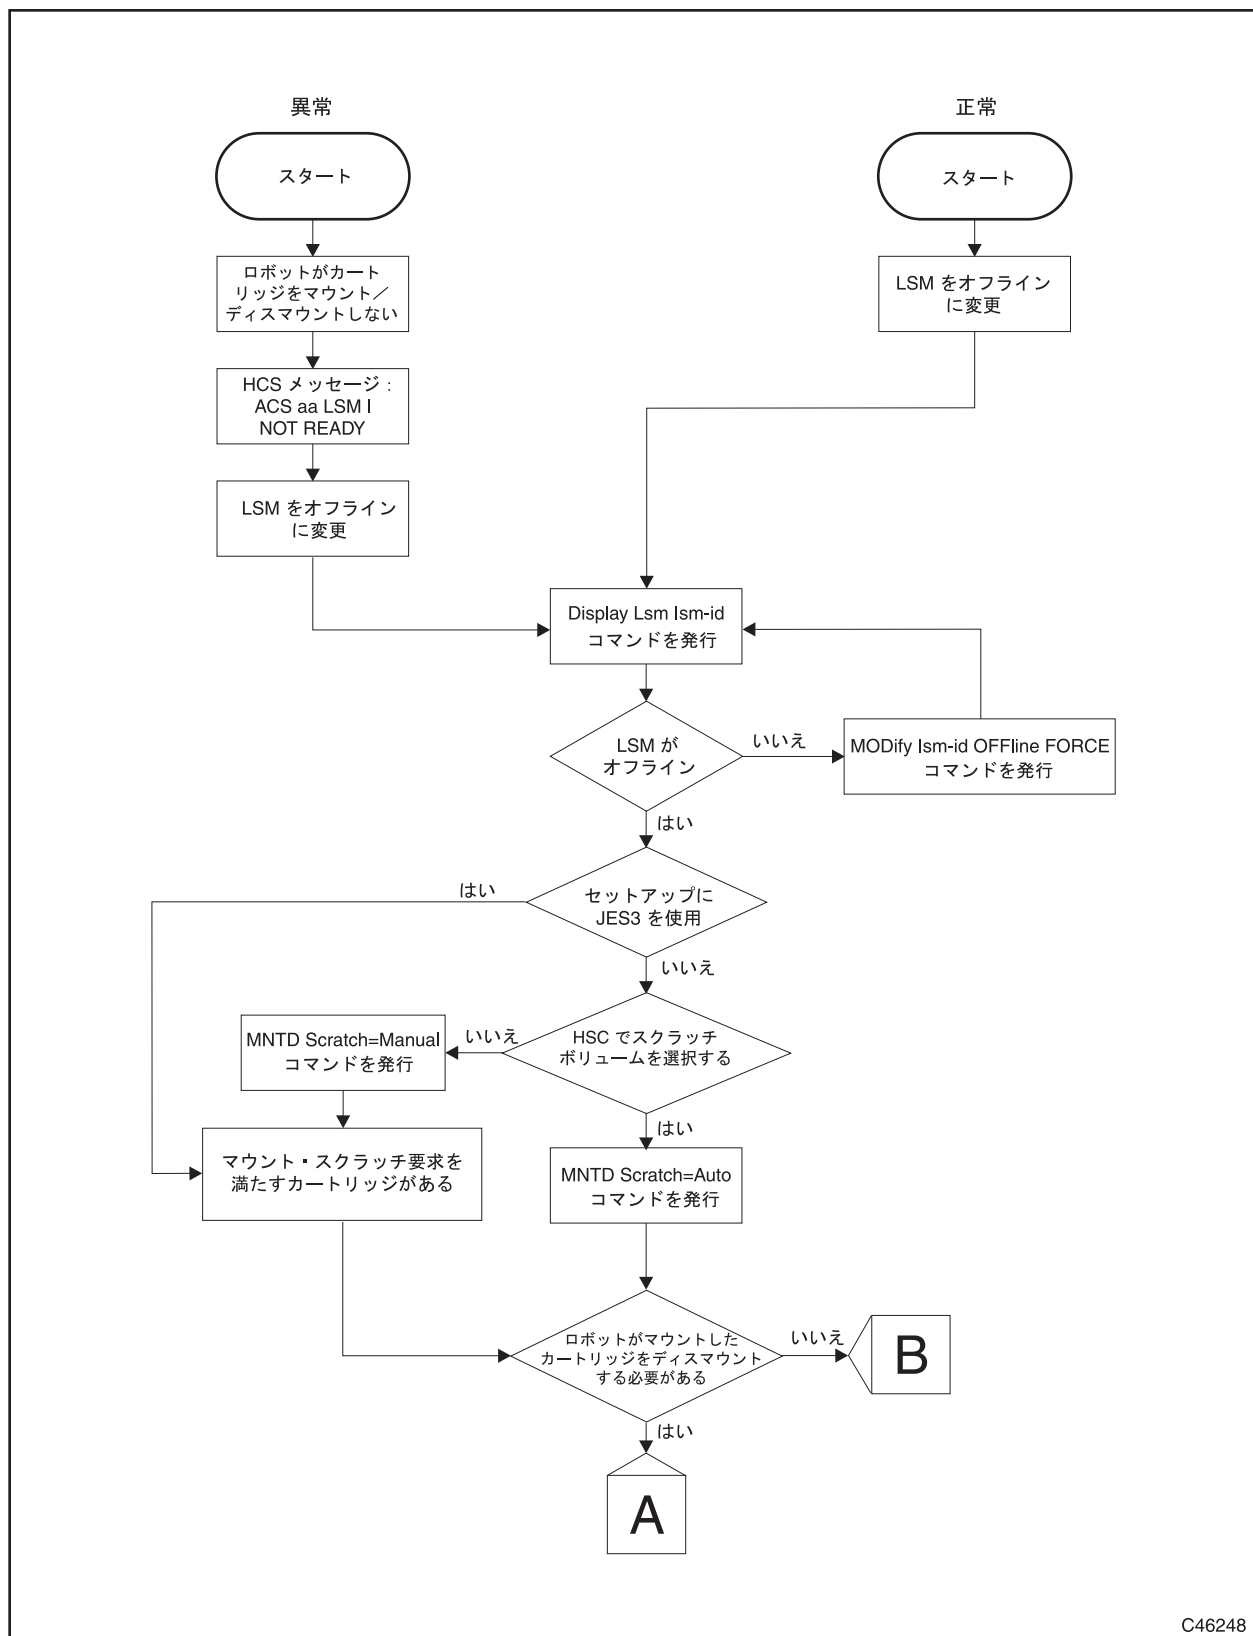 異常
スタート
ロボットがカート
リッジをマウント／
ディスマウントしない
HCS メッセージ :
ACS aa LSM l
NOT READY
LSM をオフライン
に変更
正常
スタート
LSM をオフライン
に変更
Display Lsm lsm-id
コマンドを発行
LSM が
オフライン
いいえ
MODify lsm-id OFFline FORCE
コマンドを発行
はい
セットアップに
JES3 を使用
はい
いいえ
HSC でスクラッチ
ボリュームを選択する
いいえ
MNTD Scratch=Manual
コマンドを発行
マウント・スクラッチ要求を
満たすカートリッジがある
はい
MNTD Scratch=Auto
コマンドを発行
ロボットがマウントした
カートリッジをディスマウント
する必要がある
いいえ
B
はい
A
C46248